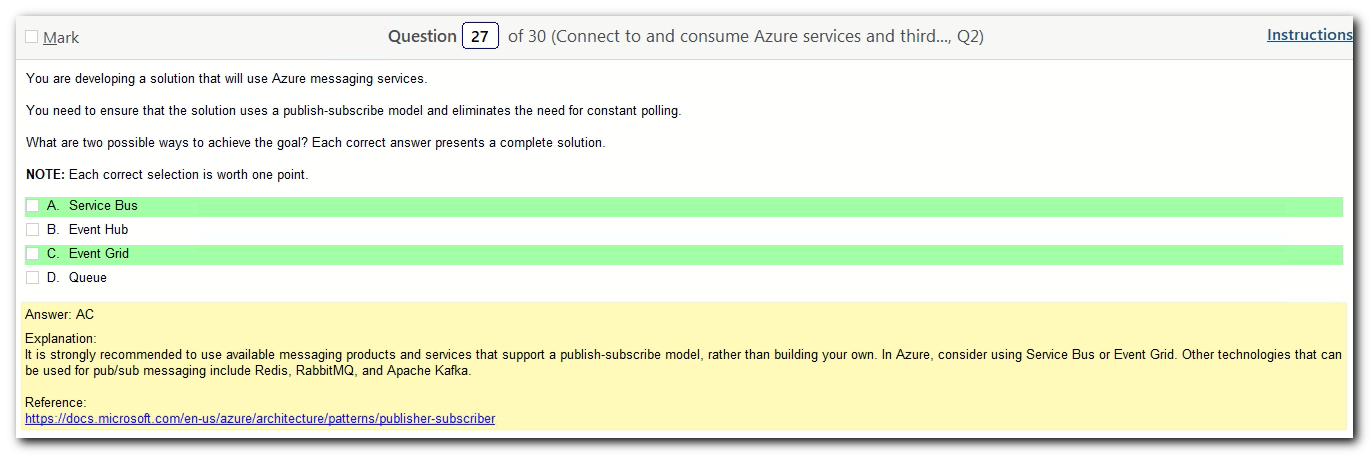 Mark
Question 27 of 30 (Connect to and consume Azure services and third..., Q2)
Instructions
You are developing a solution that will use Azure messaging services.
You need to ensure that the solution uses a publish-subscribe model and eliminates the need for constant polling.
What are two possible ways to achieve the goal? Each correct answer presents a complete solution.
NOTE: Each correct selection is worth one point.
A. Service Bus
B. Event Hub
C. Event Grid
D. Queue
Answer: AC
Explanation:
It is strongly recommended to use available messaging products and services that support a publish-subscribe model, rather than building your own. In Azure, consider using Service Bus or Event Grid. Other technologies that can
be used for pub/sub messaging include Redis, RabbitMQ, and Apache Kafka.
Reference:
https://docs.microsoft.com/en-us/azure/architecture/patterns/publisher-subscriber